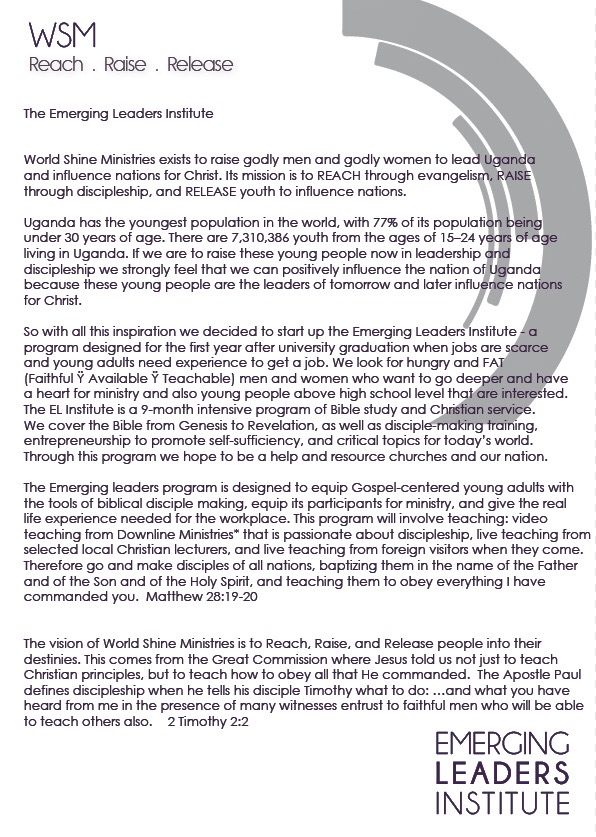 WSM
Reach . Raise . Release
The Emerging Leaders Institute
World Shine Ministries exists to raise godly men and godly women to lead Uganda
and influence nations for Christ. Its mission is to REACH through evangelism, RAISE
through discipleship, and RELEASE youth to influence nations.
Uganda has the youngest population in the world, with 77% of its population being
under 30 years of age. There are 7,310,386 youth from the ages of 15–24 years of age
living in Uganda. If we are to raise these young people now in leadership and
discipleship we strongly feel that we can positively influence the nation of Uganda
because these young people are the leaders of tomorrow and later influence nations
for Christ.
So with all this inspiration we decided to start up the Emerging Leaders Institute - a
program designed for the first year after university graduation when jobs are scarce
and young adults need experience to get a job. We look for hungry and FAT
(Faithful Ÿ Available Ÿ Teachable) men and women who want to go deeper and have
a heart for ministry and also young people above high school level that are interested.
The EL Institute is a 9-month intensive program of Bible study and Christian service.
We cover the Bible from Genesis to Revelation, as well as disciple-making training,
entrepreneurship to promote self-sufficiency, and critical topics for today's world.
Through this program we hope to be a help and resource churches and our nation.
The Emerging leaders program is designed to equip Gospel-centered young adults with
the tools of biblical disciple making, equip its participants for ministry, and give the real
life experience needed for the workplace. This program will involve teaching: video
teaching from Downline Ministries* that is passionate about discipleship, live teaching from
selected local Christian lecturers, and live teaching from foreign visitors when they come.
Therefore go and make disciples of all nations, baptizing them in the name of the Father
and of the Son and of the Holy Spirit, and teaching them to obey everything I have
commanded you. Matthew 28:19-20
The vision of World Shine Ministries is to Reach, Raise, and Release people into their
destinies. This comes from the Great Commission where Jesus told us not just to teach
Christian principles, but to teach how to obey all that He commanded. The Apostle Paul
defines discipleship when he tells his disciple Timothy what to do: ...and what you have
heard from me in the presence of many witnesses entrust to faithful men who will be able
to teach others also. 2 Timothy 2:2
EMERGING
LEADERS
INSTITUTE